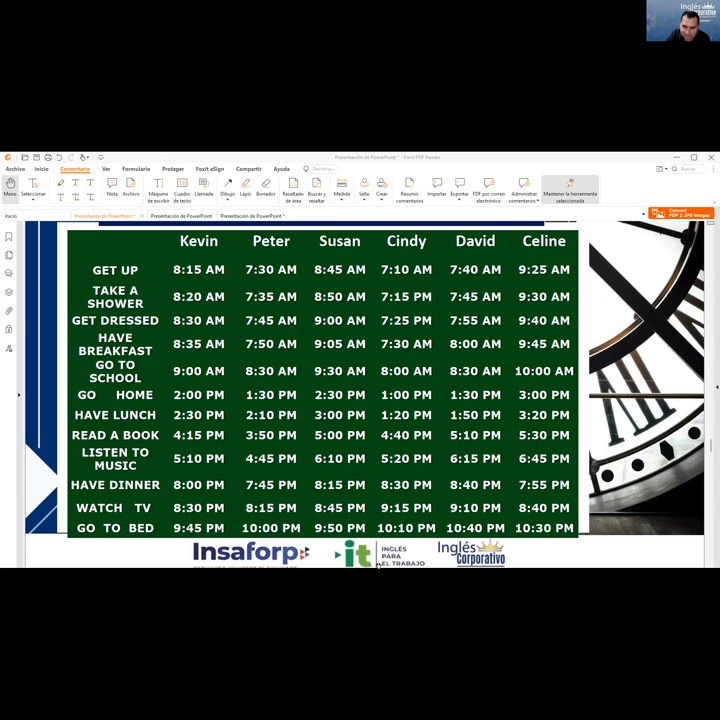 Inglés
Corporativo
Presentación de PowerPoint * - Foxit PDF Reader
Archivo Inicio Comentario Ver Formulario Proteger Foxit eSign Compartir Ayuda
Buscar
Mano Seleccionar Nota Archivo Máquina de escribir Cuadro de texto Llamada Dibujo Lápiz Borrador Resultado de área Buscar y resaltar Medida Sello Crear Resumir comentarios Importar Exportar FDF por correo electrónico Administrar comentarios Mantener la herramienta seleccionada
Inicio Presentación de PowerPoint * Presentación de PowerPoint Presentación de PowerPoint * Convert PDF 2 JPG Images
Kevin Peter Susan Cindy David Celine
GET UP 8:15 AM 7:30 AM 8:45 AM 7:10 AM 7:40 AM 9:25 AM
TAKE A
SHOWER 8:20 AM 7:35 AM 8:50 AM 7:15 PM 7:45 AM 9:30 AM
GET DRESSED 8:30 AM 7:45 AM 9:00 AM 7:25 PM 7:55 AM 9:40 AM
HAVE
BREAKFAST 8:35 AM 7:50 AM 9:05 AM 7:30 AM 8:00 AM 9:45 AM
GO TO
SCHOOL 9:00 AM 8:30 AM 9:30 AM 8:00 AM 8:30 AM 10:00 AM
GO HOME 2:00 PM 1:30 PM 2:30 PM 1:00 PM 1:30 PM 3:00 PM
HAVE LUNCH 2:30 PM 2:10 PM 3:00 PM 1:20 PM 1:50 PM 3:20 PM
READ A BOOK 4:15 PM 3:50 PM 5:00 PM 4:40 PM 5:10 PM 5:30 PM
LISTEN TO
MUSIC 5:10 PM 4:45 PM 6:10 PM 5:20 PM 6:15 PM 6:45 PM
HAVE DINNER 8:00 PM 7:45 PM 8:15 PM 8:30 PM 8:40 PM 7:55 PM
WATCH TV 8:30 PM 8:15 PM 8:45 PM 9:15 PM 9:10 PM 8:40 PM
GO TO BED 9:45 PM 10:00 PM 9:50 PM 10:10 PM 10:40 PM 10:30 PM
Insaforp it INGLÉS PARA EL TRABAJO Inglés Corporativo